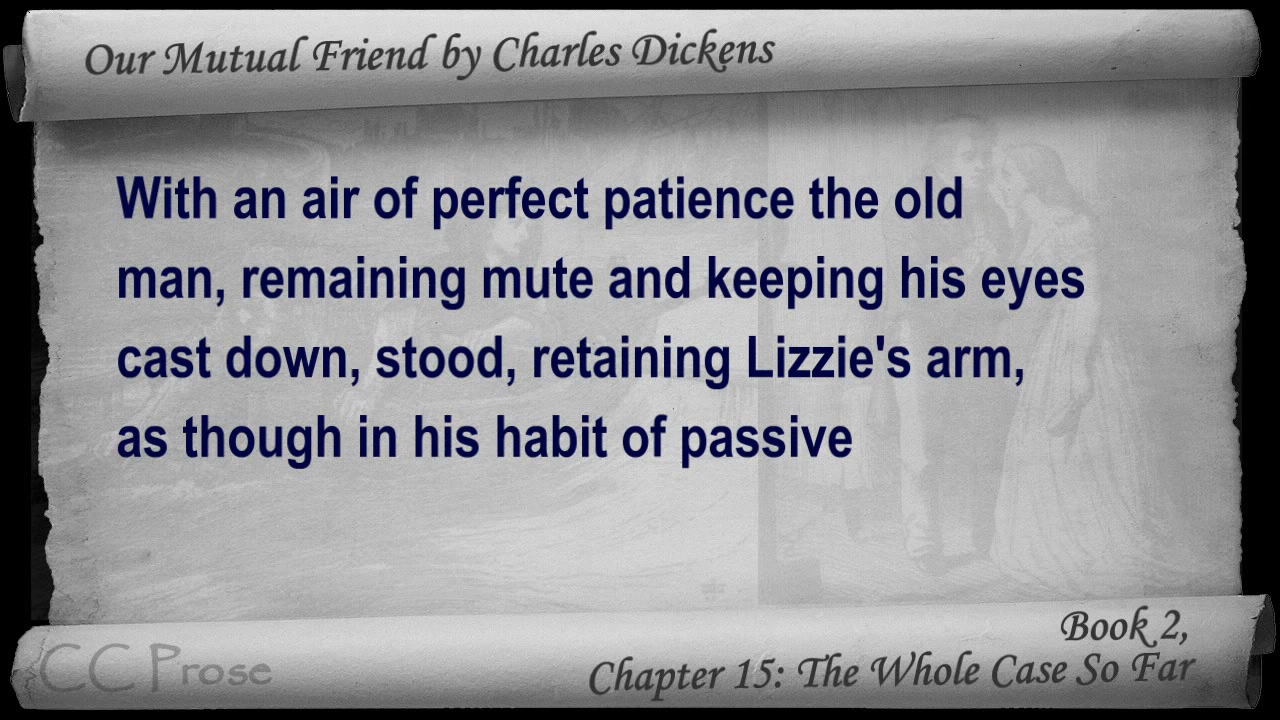 Our Mutual Friend by Charles Dickens
With an air of perfect patience the old
man, remaining mute and keeping his eyes
cast down, stood, retaining Lizzie's arm,
as though in his habit of passive
Book 2,
Chapter 15: The Whole Case So Far
CC Prose